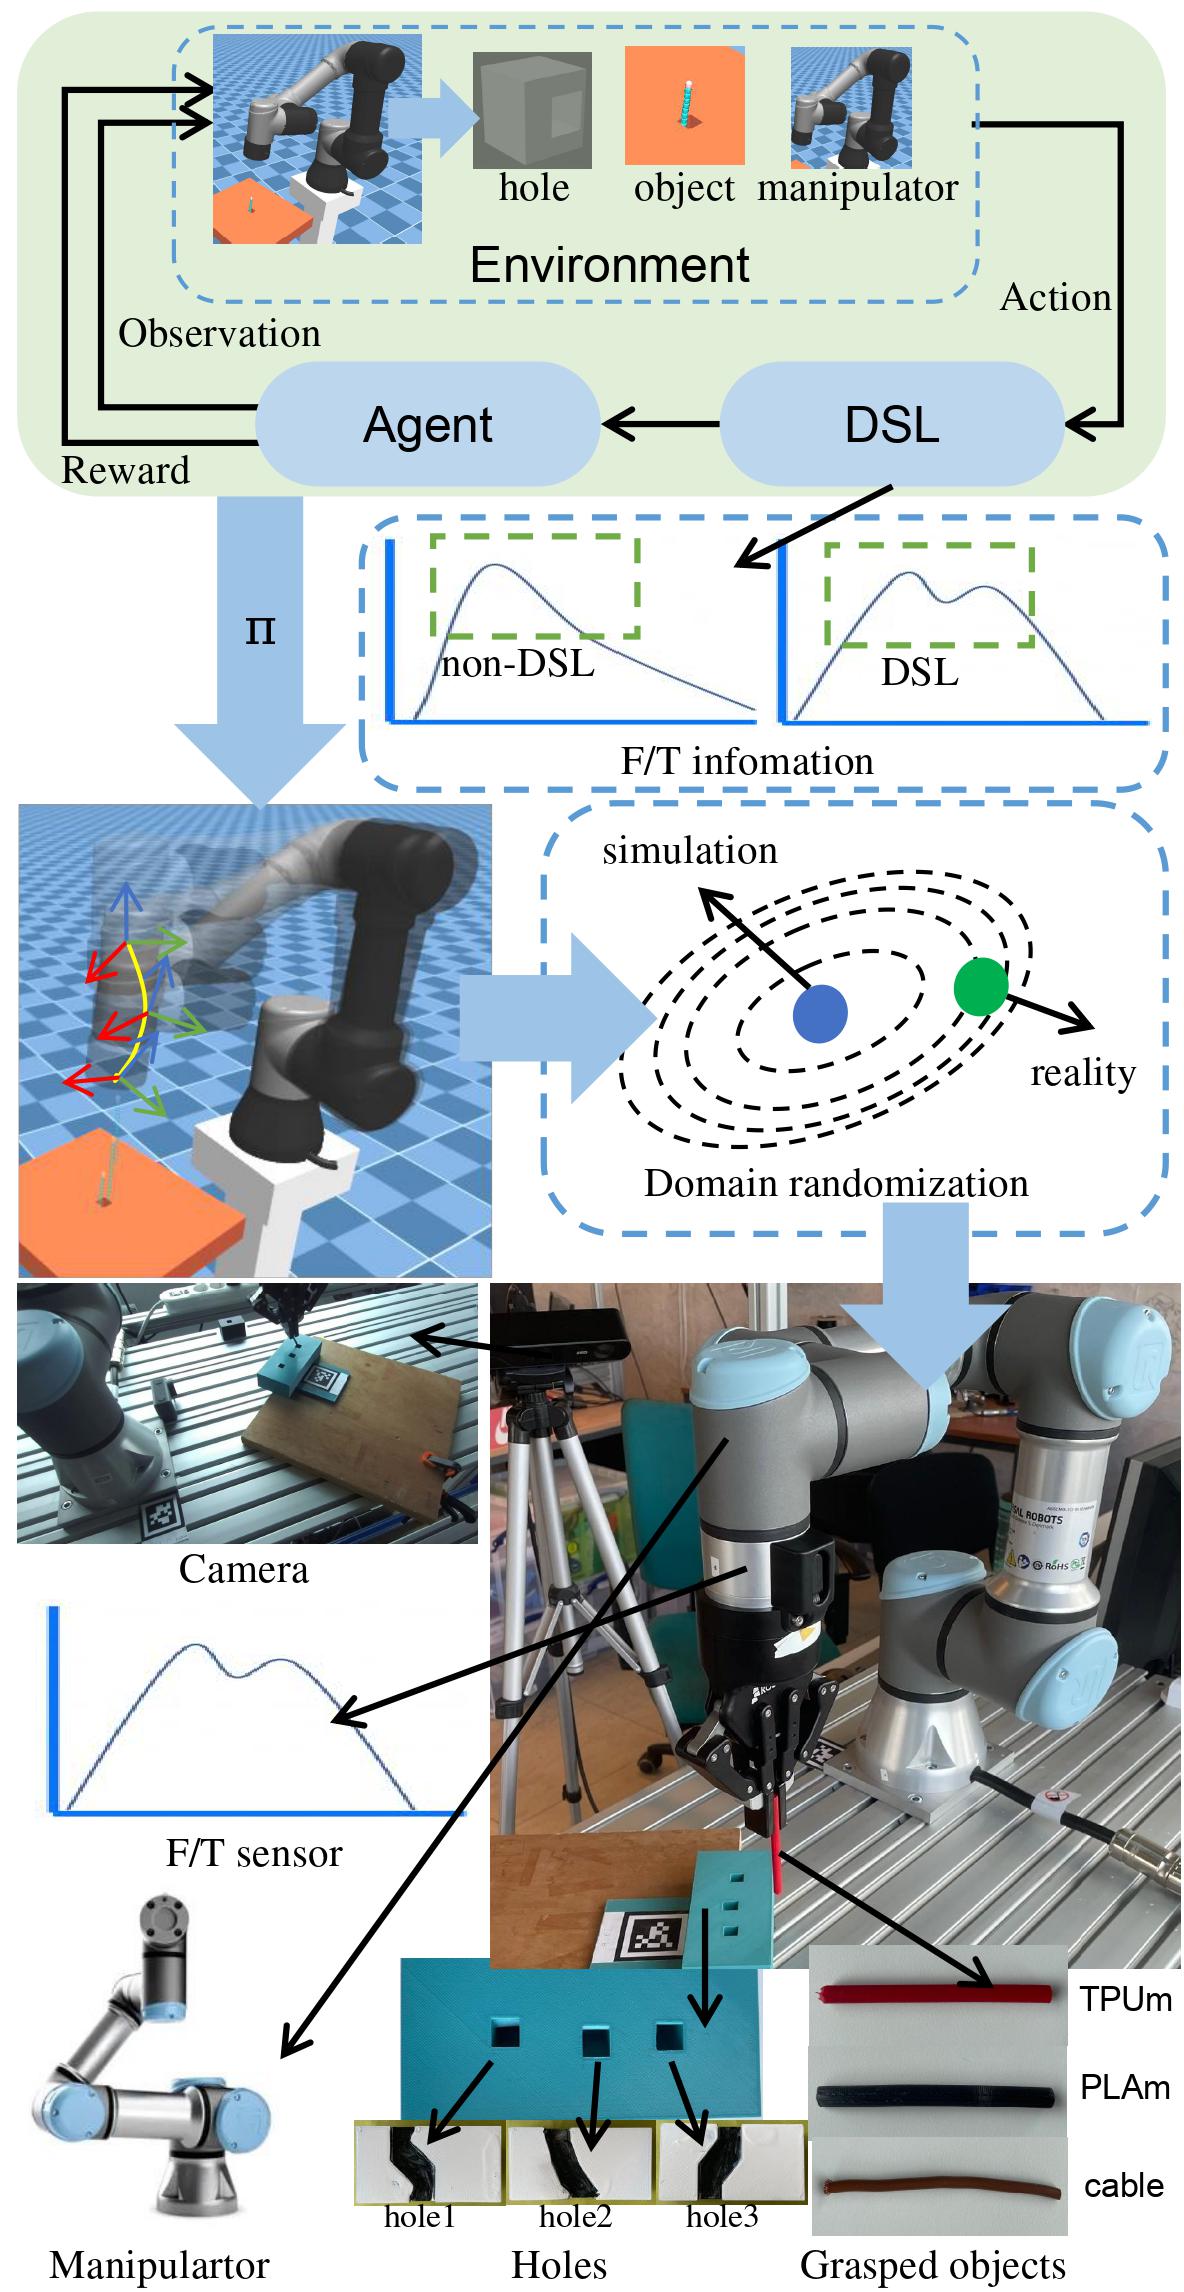 hole
object
manipulator
Environment
Action
Observation
Agent
DSL
Reward
π
non-DSL
DSL
F/T infomation
simulation
reality
Domain randomization
Camera
F/T sensor
TPUm
PLAm
cable
hole1
hole2
hole3
Manipulartor
Holes
Grasped objects